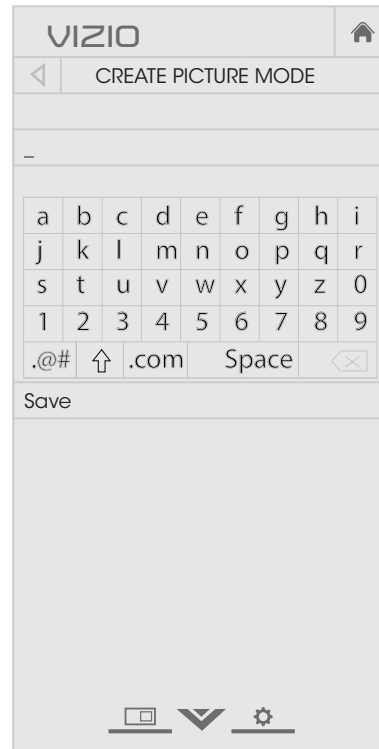 VIZIO
CREATE PICTURE MODE
_
a b c d e f g h i
j k l m n o p q r
s t u v w x y z 0
1 2 3 4 5 6 7 8 9
.@# .com Space
Save